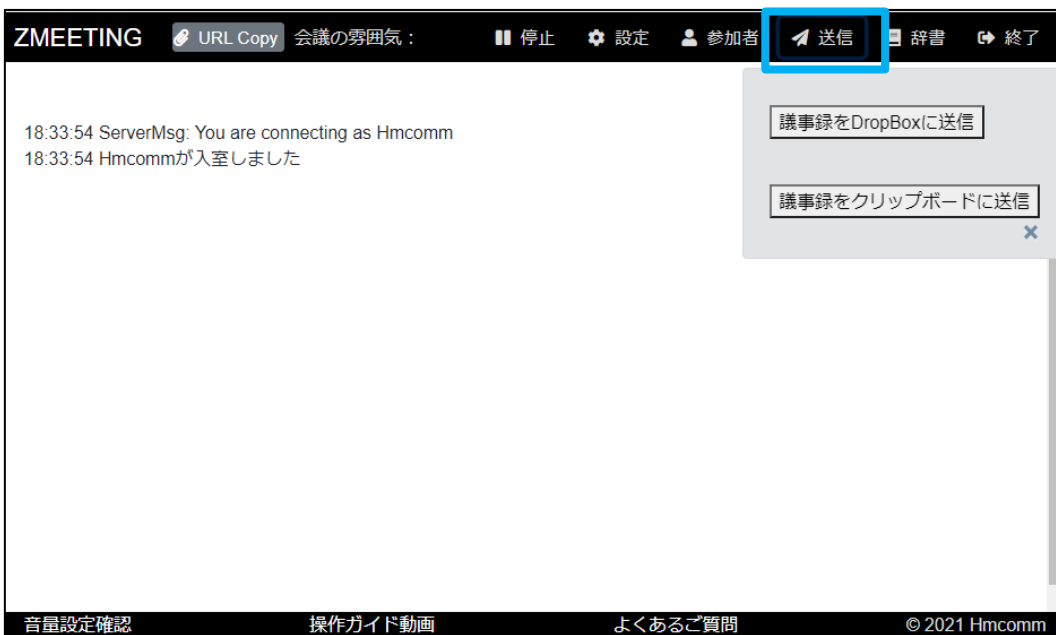 ZMEETING URL Copy 会議の雰囲気： 停止 設定 参加者 送信 辞書 終了
議事録をDropBoxに送信
18:33:54 ServerMsg: You are connecting as Hmcomm
18:33:54 Hmcommが入室しました
議事録をクリップボードに送信
音量設定確認 操作ガイド動画 よくあるご質問 © 2021 Hmcomm